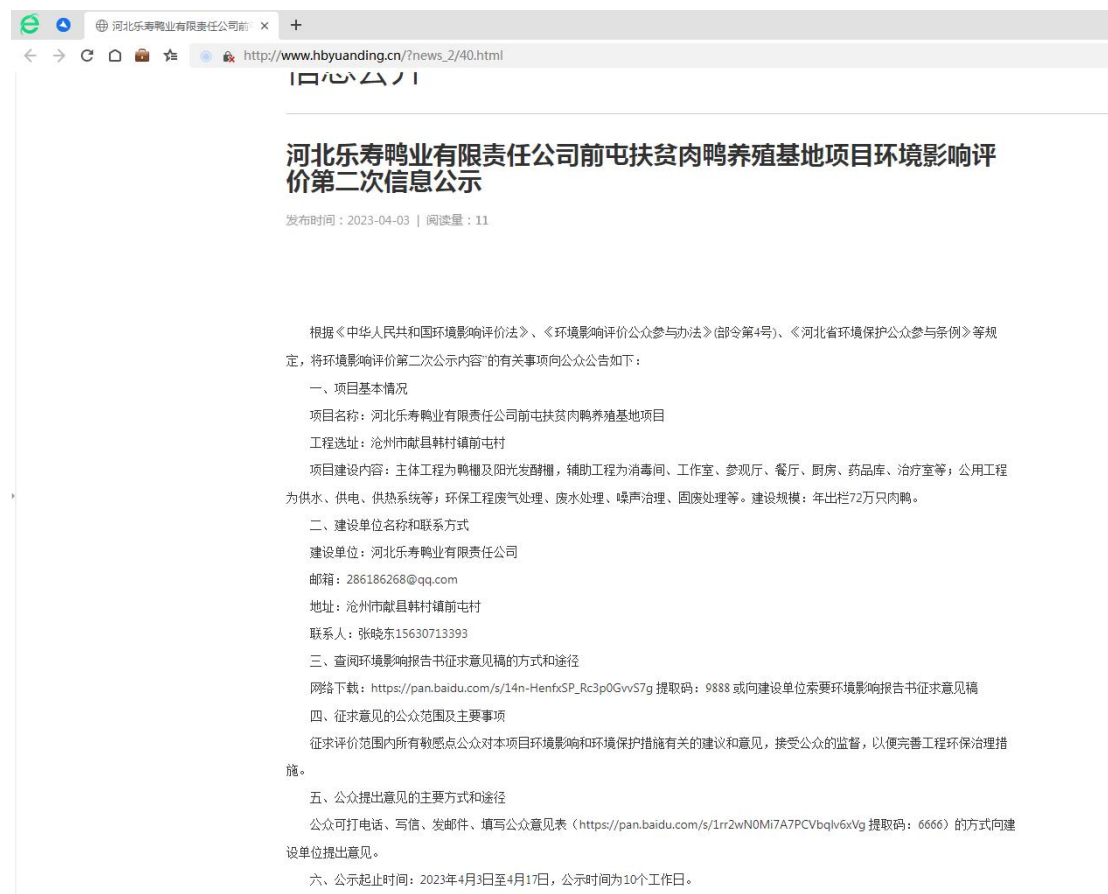 河北乐寿鸭业有限责任公司前
http://www.hbyuanding.cn/?news_2/40.html
信息公开
河北乐寿鸭业有限责任公司前屯扶贫肉鸭养殖基地项目环境影响评
价第二次信息公示
发布时间：2023-04-03 | 阅读量：11
根据《中华人民共和国环境影响评价法》、《环境影响评价公众参与办法》(部令第4号)、《河北省环境保护公众参与条例》等规
定，将环境影响评价第二次公示内容”的有关事项向公众公告如下：
一、项目基本情况
项目名称：河北乐寿鸭业有限责任公司前屯扶贫肉鸭养殖基地项目
工程选址：沧州市献县韩村镇前屯村
项目建设内容：主体工程为鸭棚及阳光发酵棚，辅助工程为消毒间、工作室、参观厅、餐厅、厨房、药品库、治疗室等；公用工程
为供水、供电、供热系统等；环保工程废气处理、废水处理、噪声治理、固废处理等。建设规模：年出栏72万只肉鸭。
二、建设单位名称和联系方式
建设单位：河北乐寿鸭业有限责任公司
邮箱：286186268@qq.com
地址：沧州市献县韩村镇前屯村
联系人：张晓东15630713393
三、查阅环境影响报告书征求意见稿的方式和途径
网络下载：https://pan.baidu.com/s/14n-HenfxSP_Rc3p0GvvS7g 提取码：9888 或向建设单位索要环境影响报告书征求意见稿
四、征求意见的公众范围及主要事项
征求评价范围内所有敏感点公众对本项目环境影响和环境保护措施有关的建议和意见，接受公众的监督，以便完善工程环保治理措
施。
五、公众提出意见的主要方式和途径
公众可打电话、写信、发邮件、填写公众意见表（https://pan.baidu.com/s/1rr2wN0Mi7A7PCVbqlv6xVg 提取码：6666）的方式向建
设单位提出意见。
六、公示起止时间：2023年4月3日至4月17日，公示时间为10个工作日。